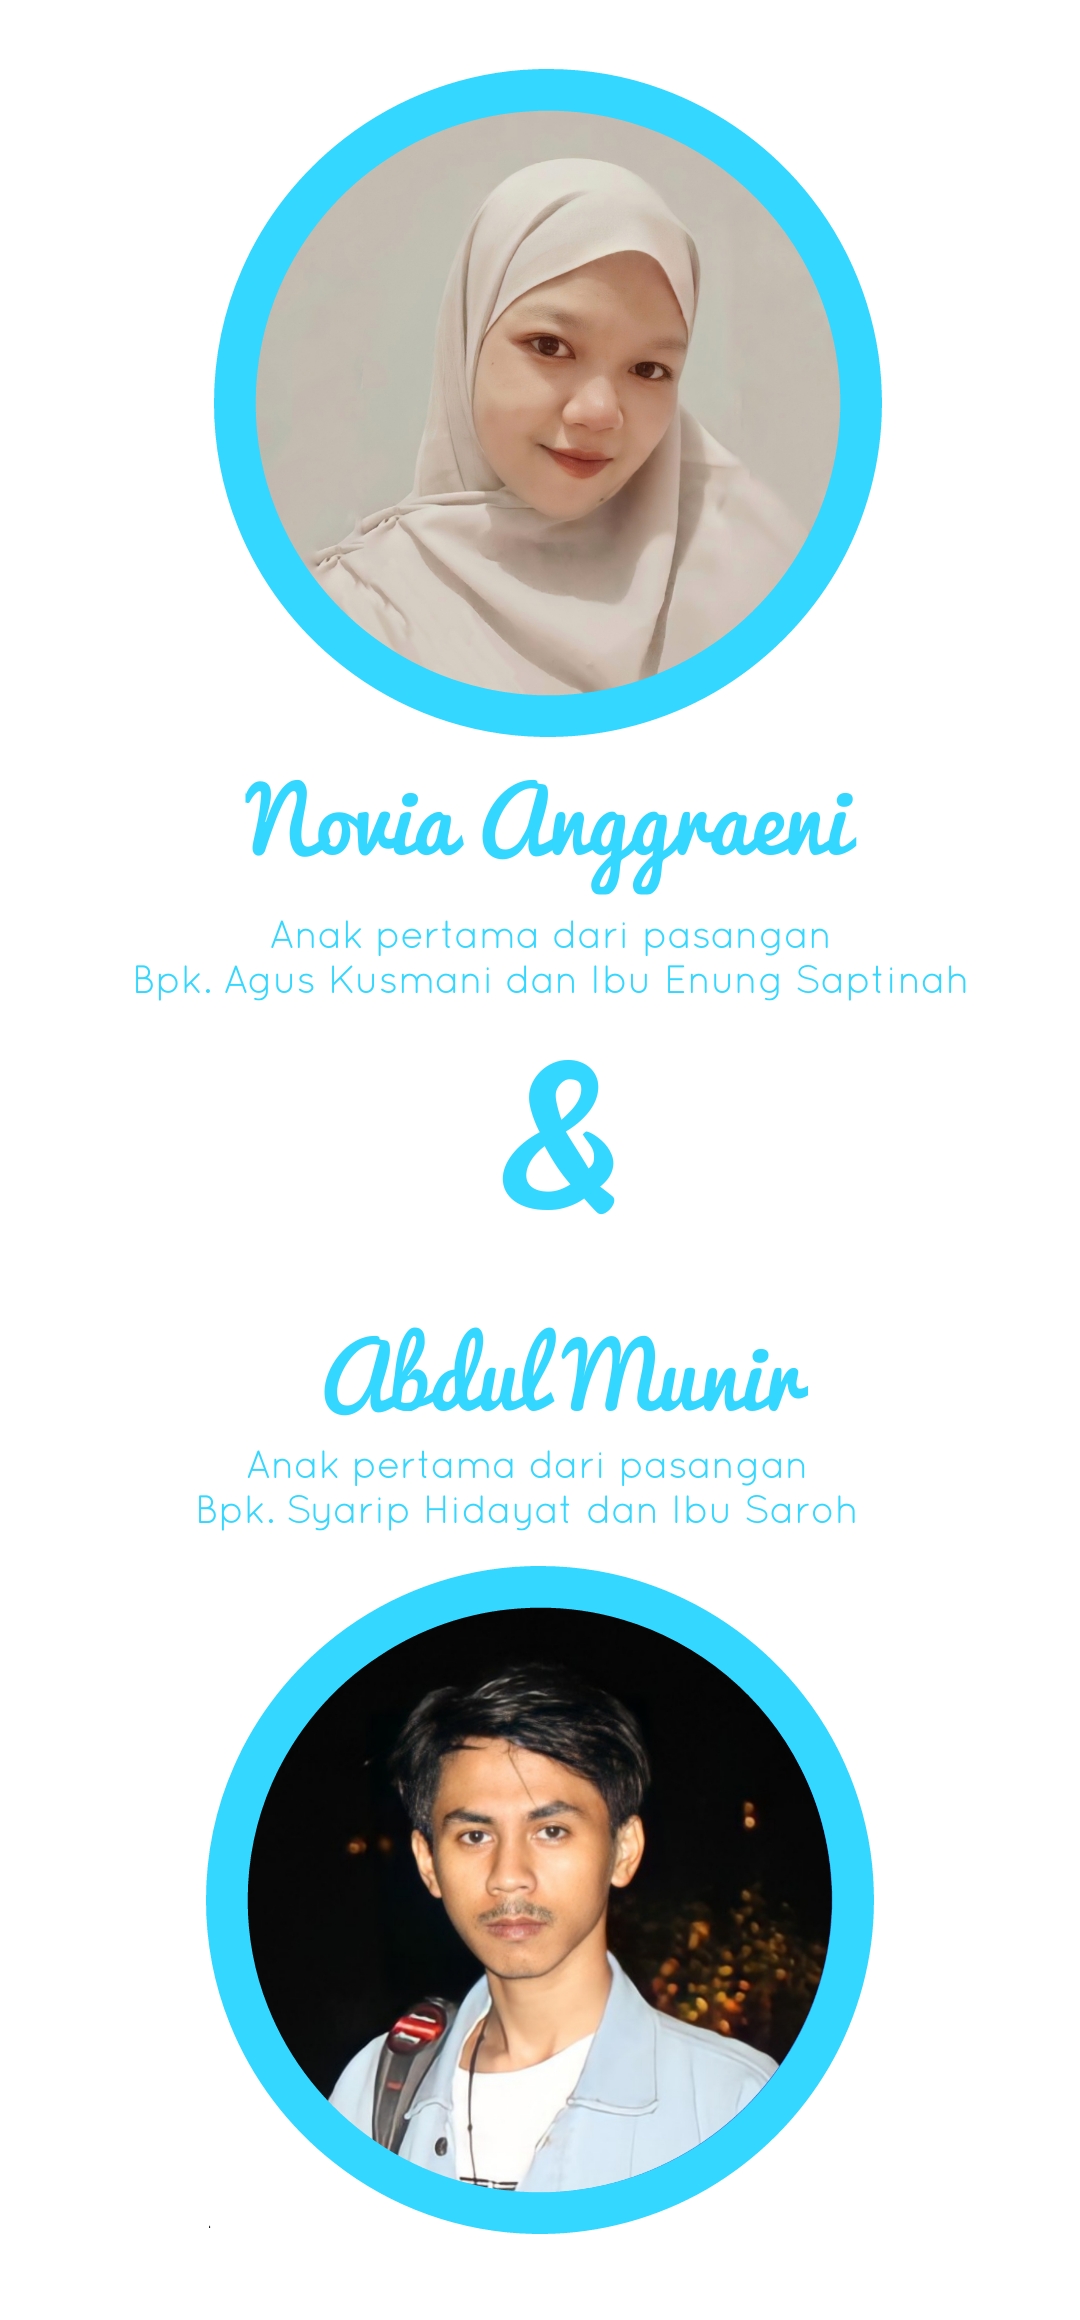 Novia Anggraeni
Anak pertama dari pasangan
Bpk. Agus Kusmani dan Ibu Enung Saptinah
&
Abdul Munir
Anak pertama dari pasangan
Bpk. Syarip Hidayat dan Ibu Saroh